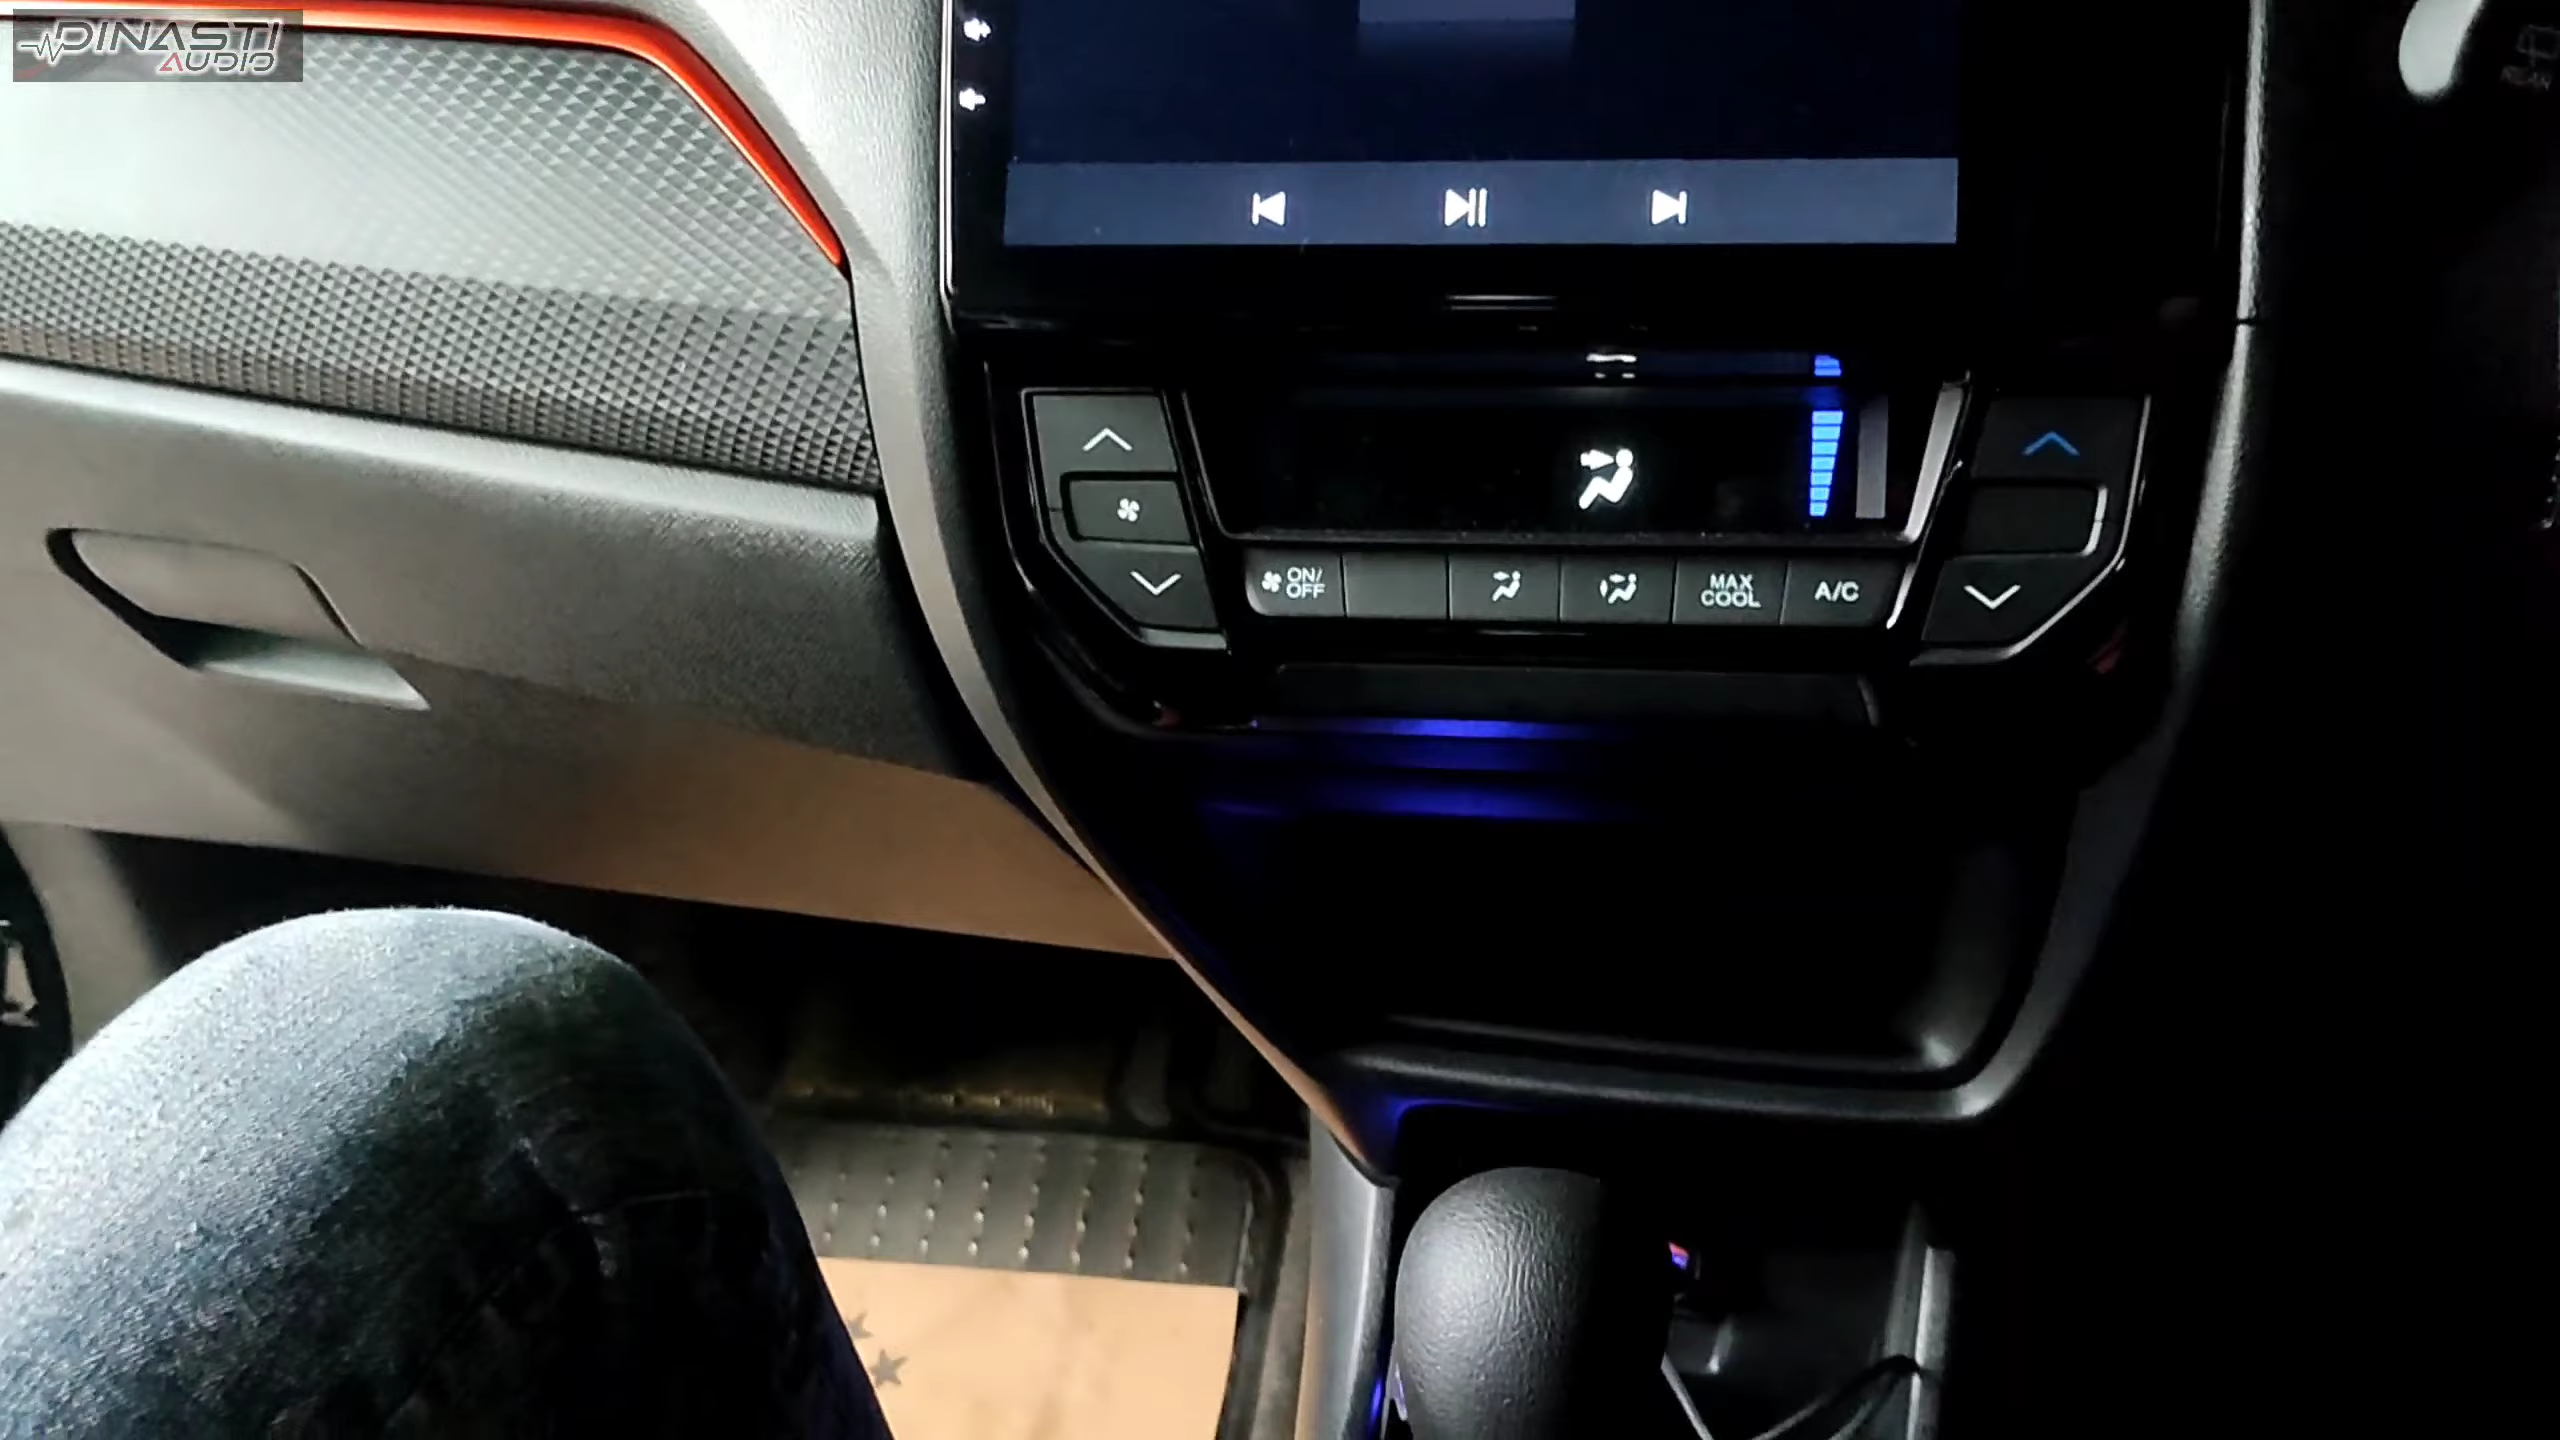 DINASTI
AUDIO
ON/
OFF
MAX
COOL
A/C